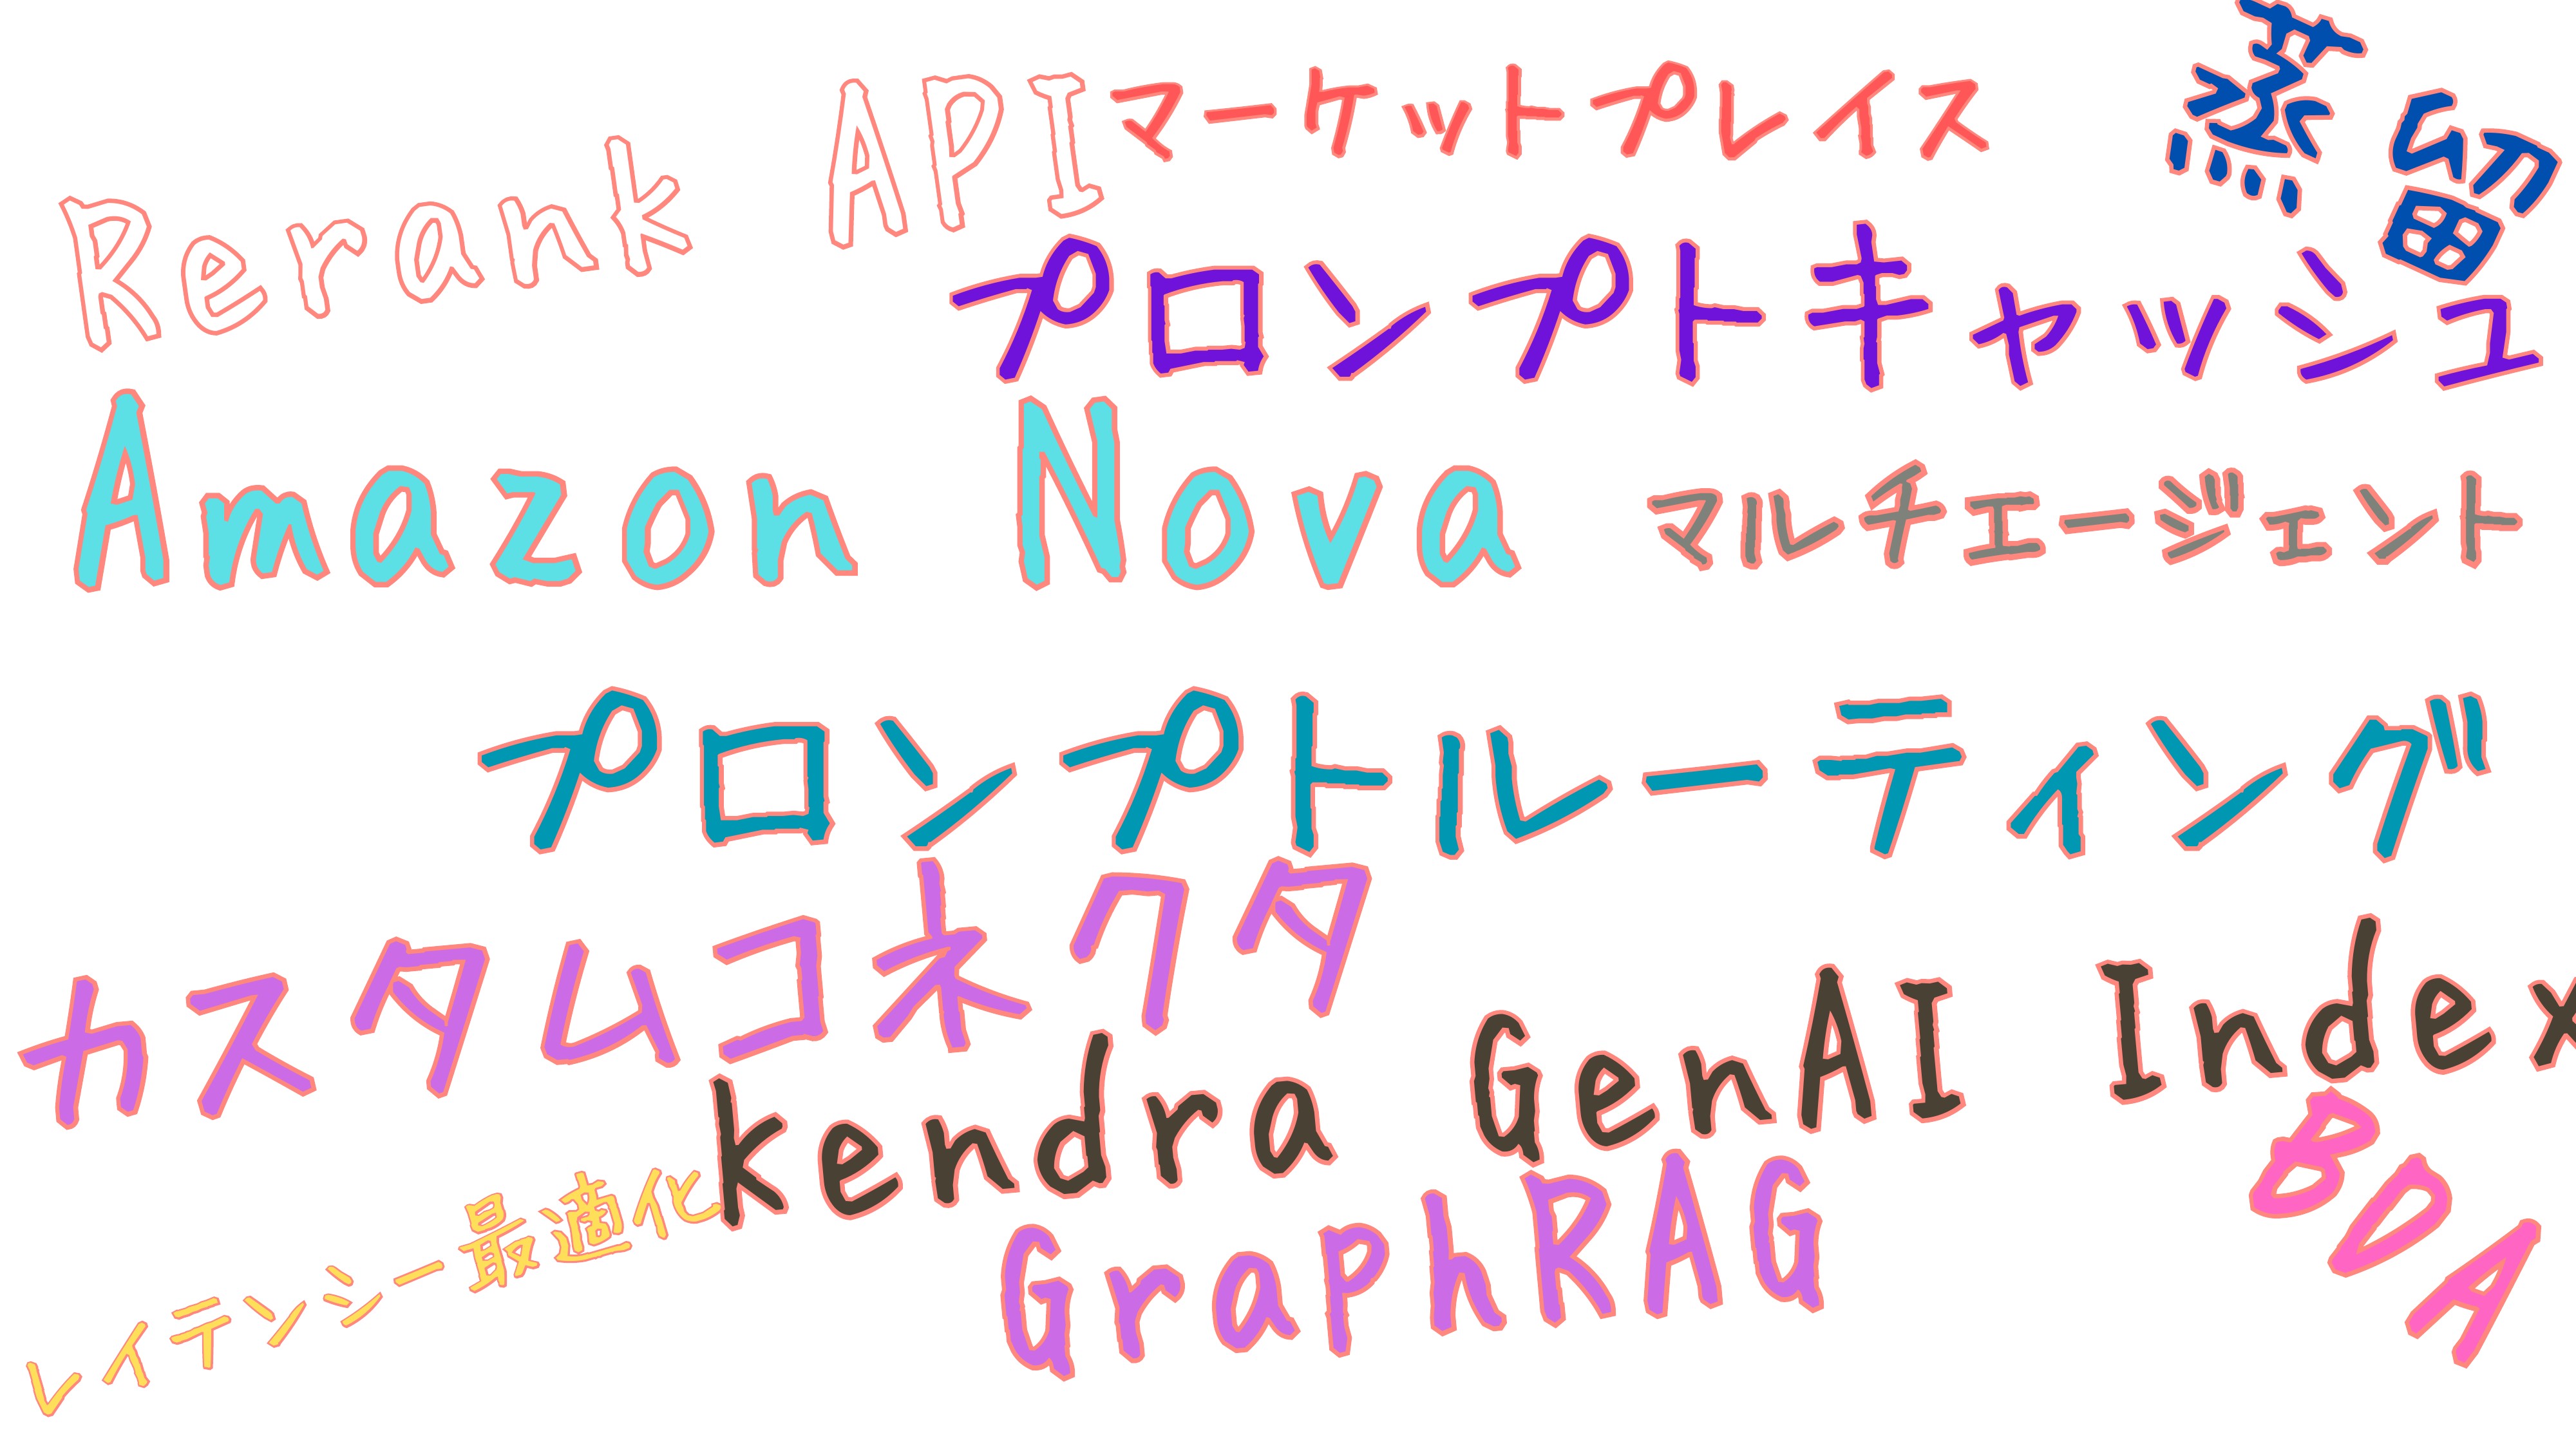 Rerank API
マーケットプレイス
蒸留
プロンプトキャッシュ
Amazon Nova
マルチエージェント
プロンプトルーティング
カスタムコネクタ
kendra GenAI Index
BDA
レイテンシー最適化
GraphRAG